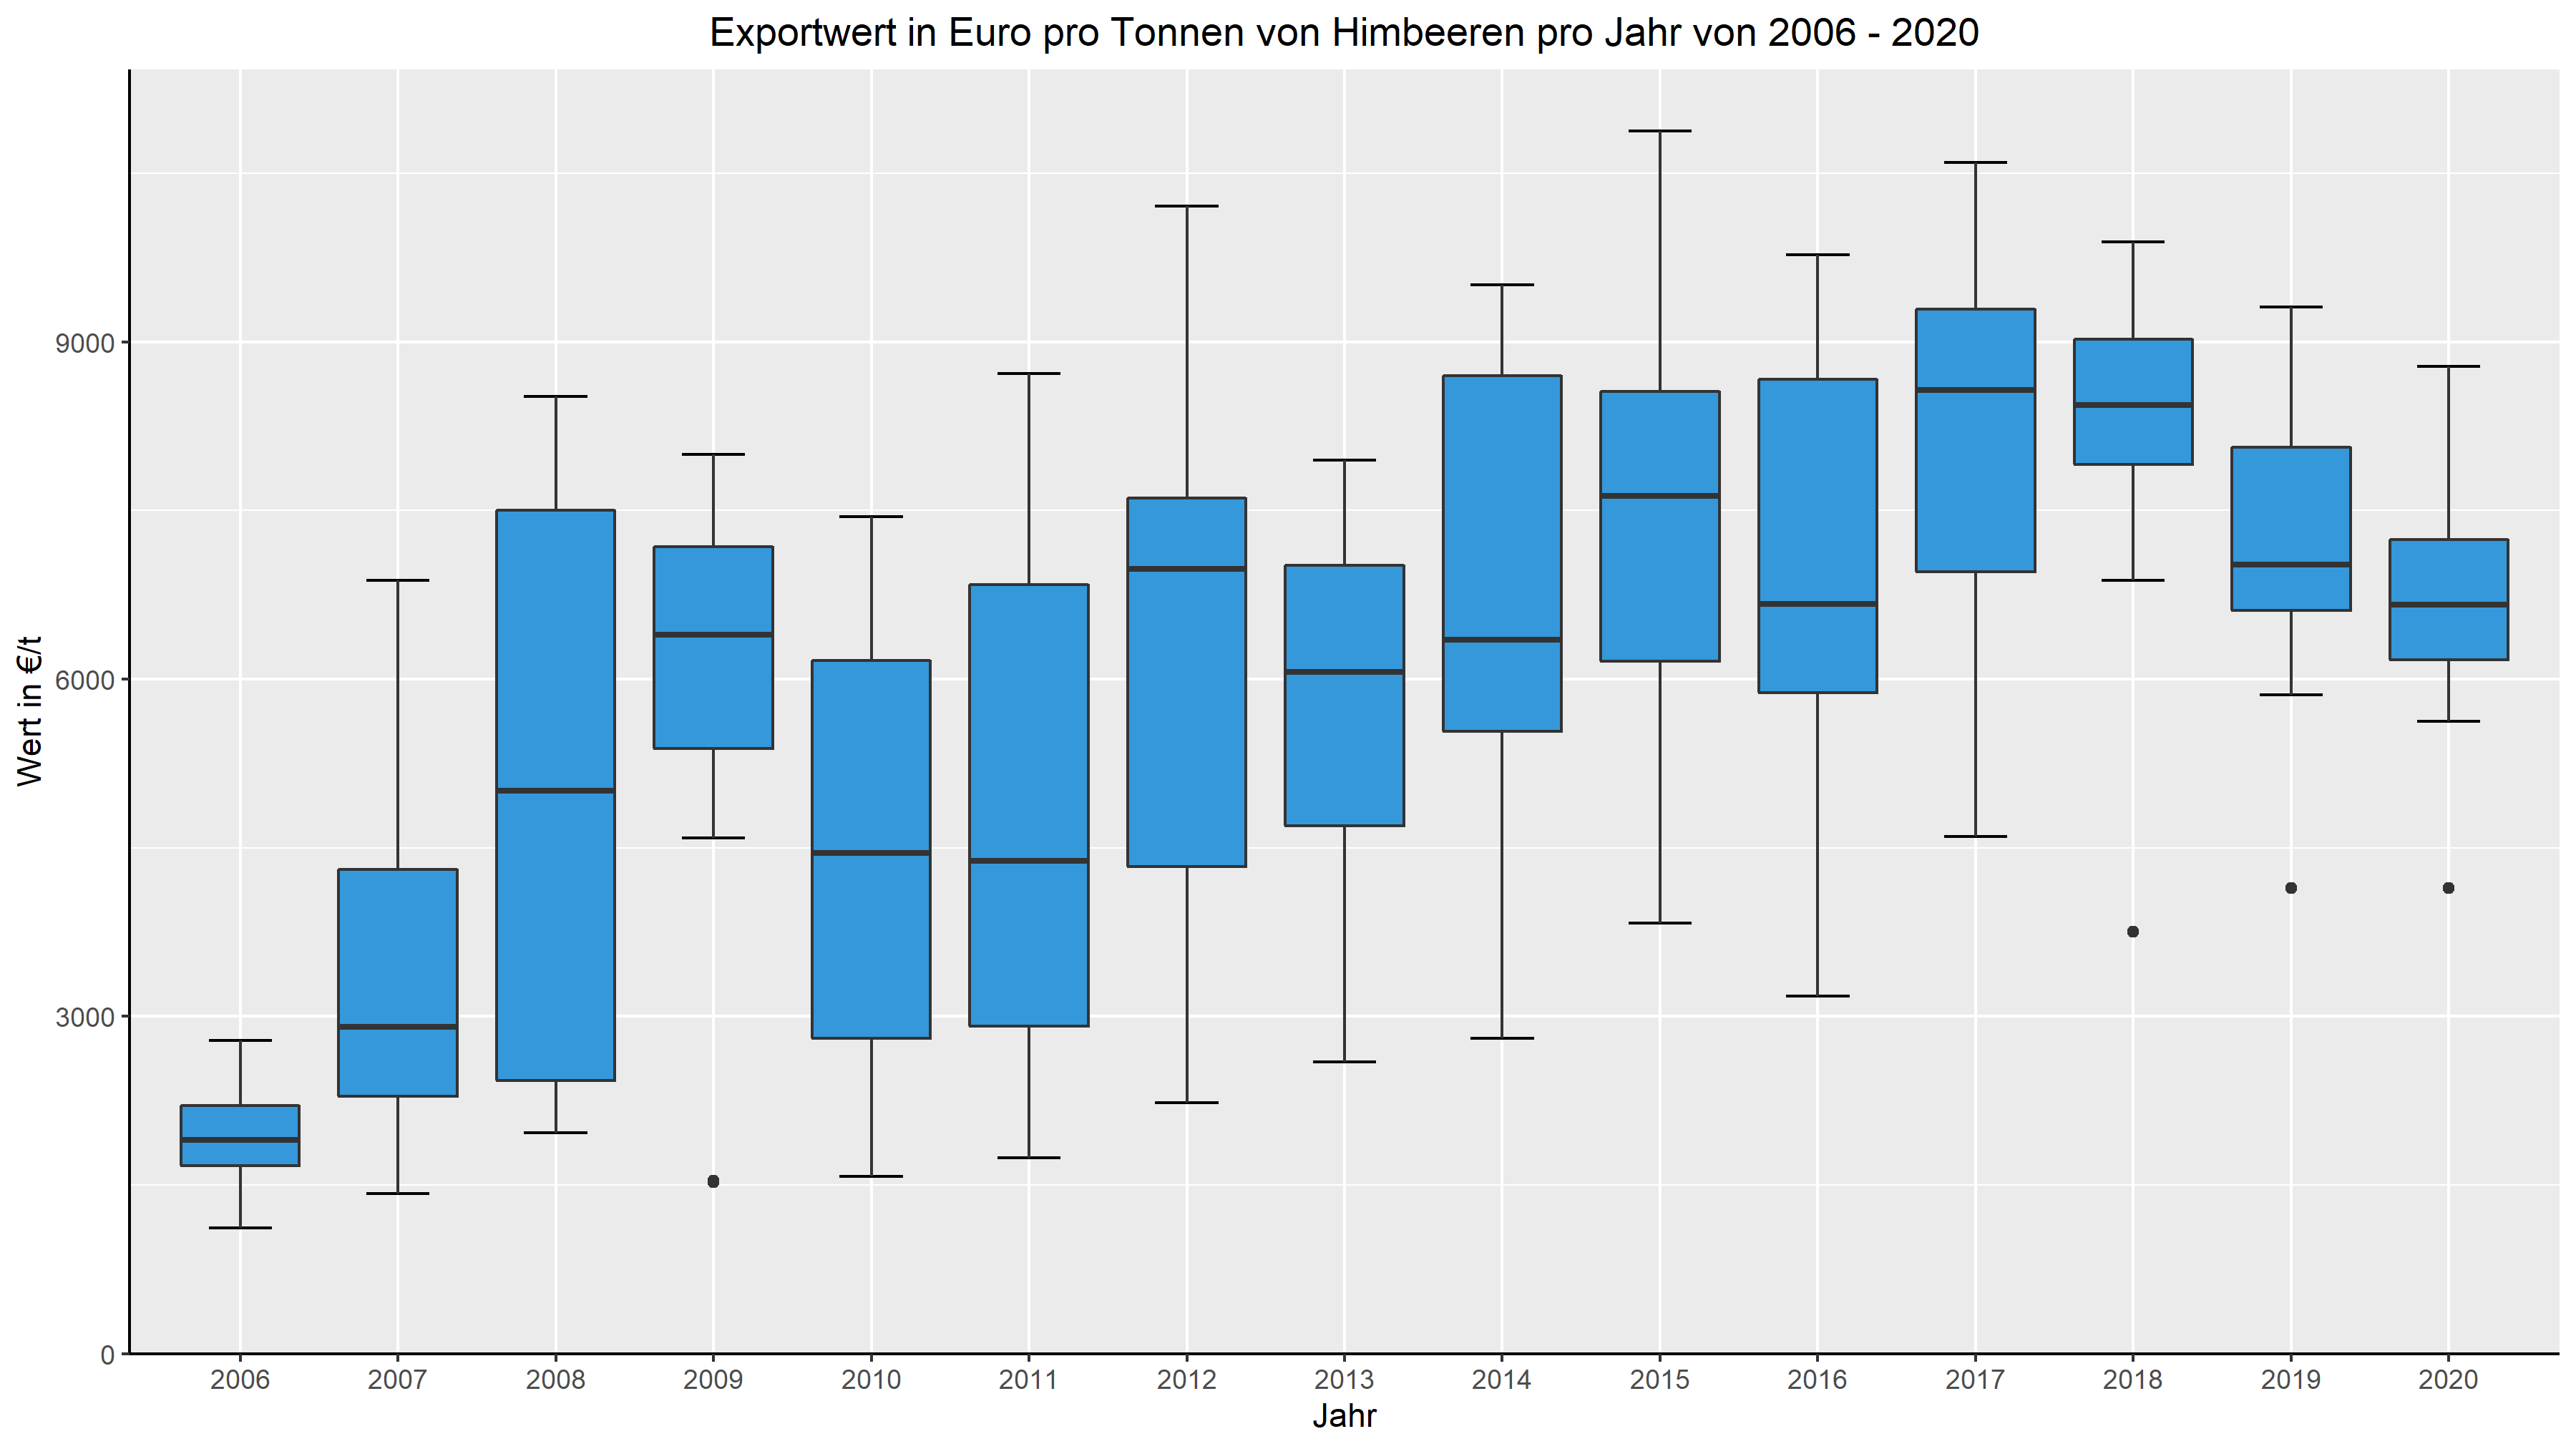 Exportwert in Euro pro Tonnen von Himbeeren pro Jahr von 2006 - 2020
Wert in €/t
9000
6000
3000
0
2006 2007 2008 2009 2010 2011 2012 2013 2014 2015 2016 2017 2018 2019 2020
Jahr